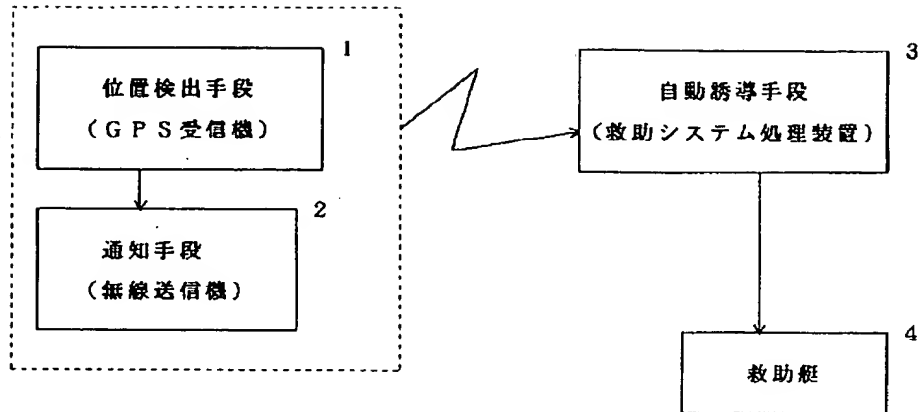 1
位置検出手段
(GPS受信機)
2
通知手段
(無線送信機)
3
自動誘導手段
(救助システム処理装置)
4
救助艇